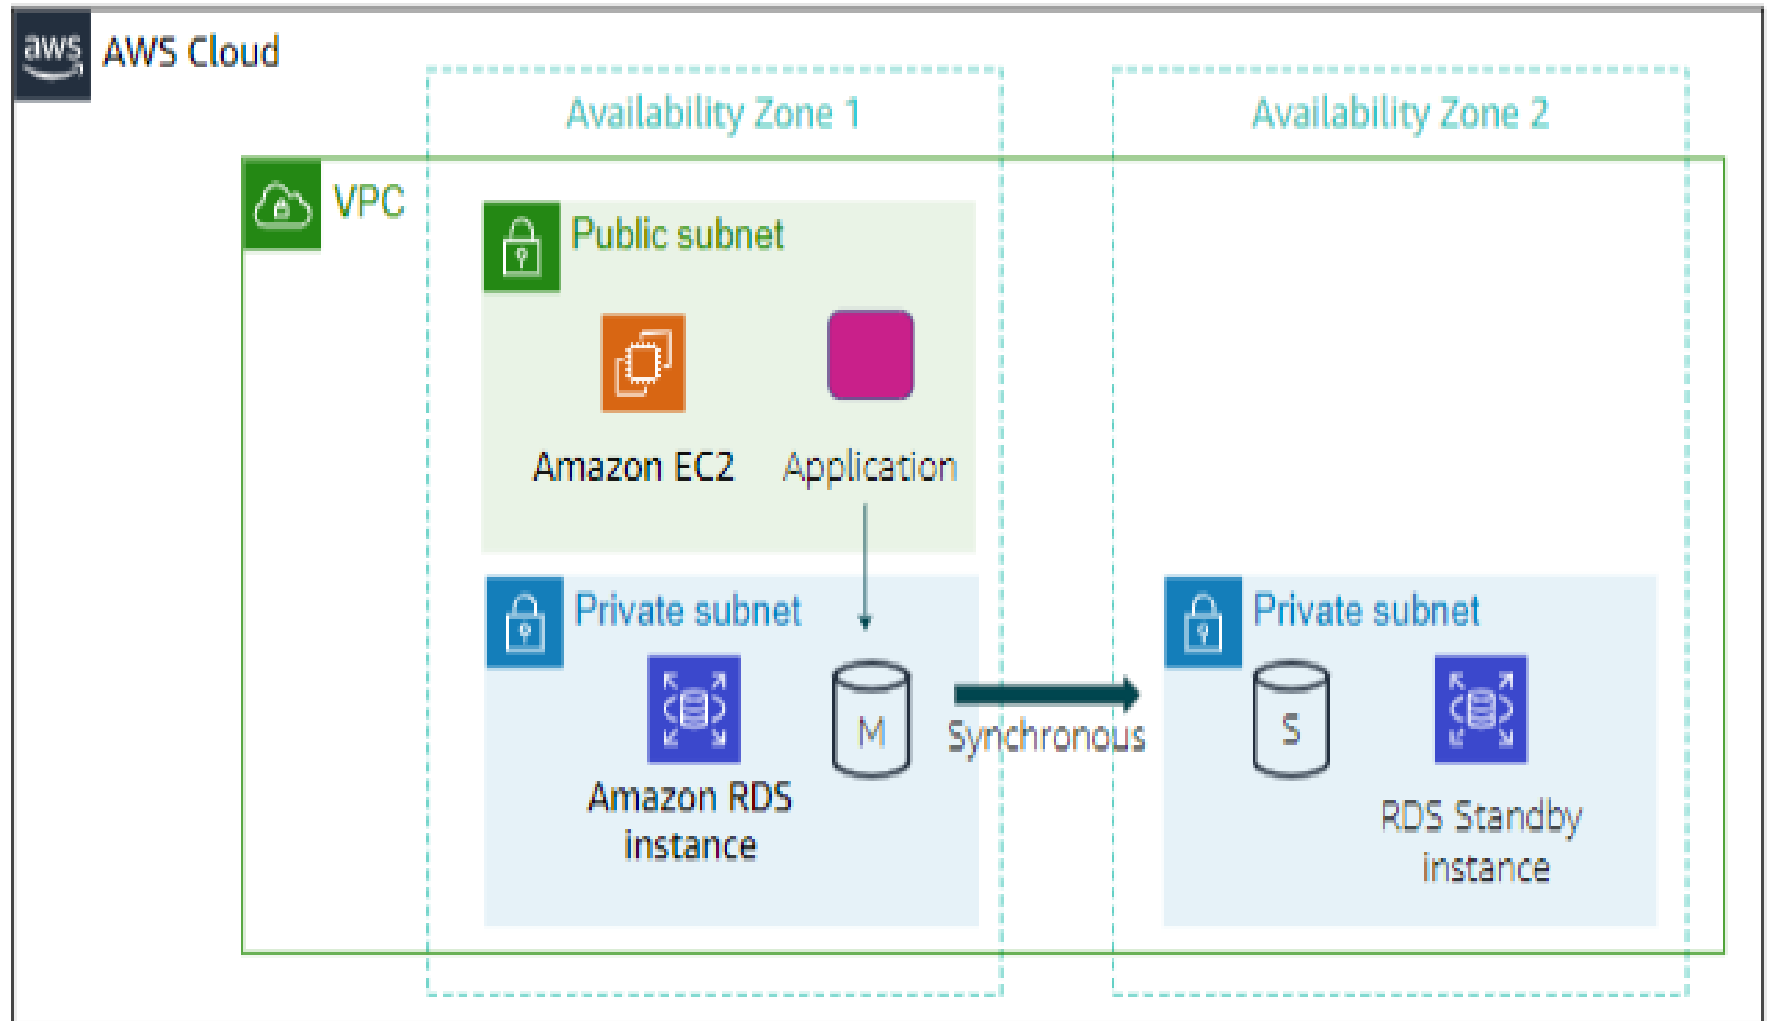 aws
AWS Cloud
Availability Zone 1
Availability Zone 2
VPC
Public subnet
Amazon EC2
Application
Private subnet
M
Amazon RDS
instance
Synchronous
Private subnet
S
RDS Standby
instance